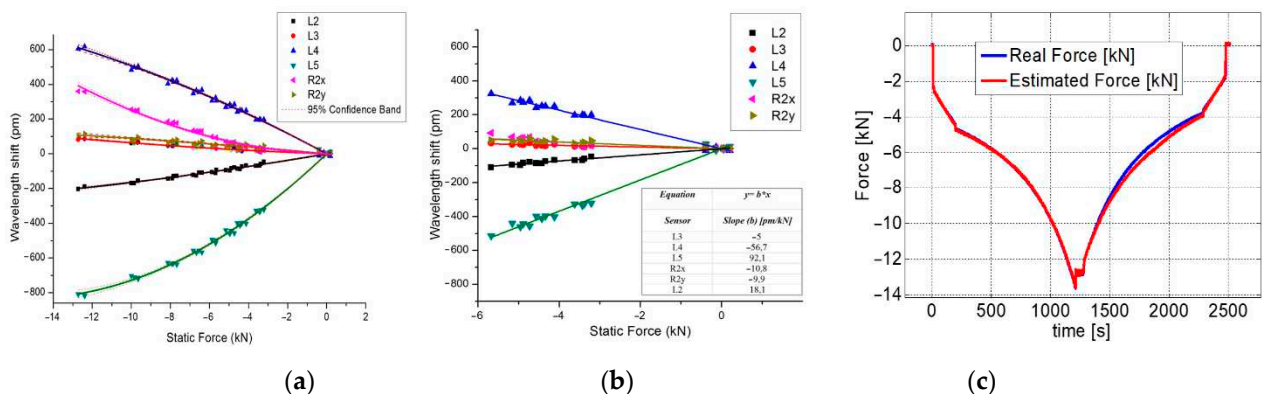 L2
L3
L4
L5
R2x
R2y
95% Confidence Band
600
400
200
0
−200
−400
−600
−800
Wavelength shift (pm)
−14 −12 −10 −8 −6 −4 −2 0 2
Static Force (kN)
(a)
L2
L3
L4
L5
R2x
R2y
600
400
200
0
−200
−400
−600
−800
Wavelength shift (pm)
Equation y= b*x
Sensor Slope (b) [pm/kN]
L3 −5
L4 −56,7
L5 92,1
R2x −10,8
R2y −9,9
L2 18,1
−6 −4 −2 0
Static Force (kN)
(b)
Real Force [kN]
Estimated Force [kN]
0
−2
−4
−6
−8
−10
−12
−14
Force [kN]
0 500 1000 1500 2000 2500
time [s]
(c)